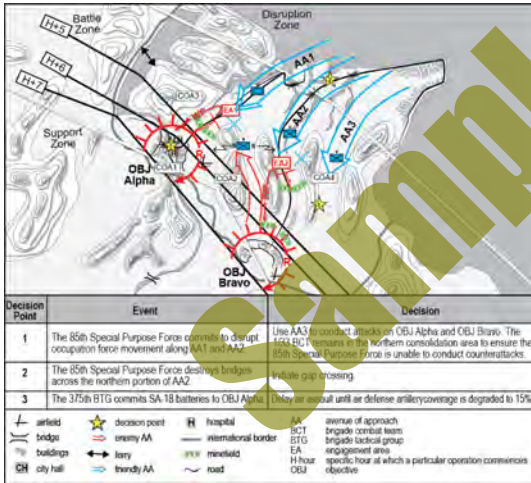 Battle
Zone
Disruption
Zone
H+5
H+6
H+7
AA1
AA2
AA3
COA3
EA1
Support
Zone
COA1
COA2
EA2
OBJ
Alpha
R
OBJ
Bravo
R
Sampl
Decision
Point
Event
Decision
1
The 85th Special Purpose Force commits to disrupt
occupation force movement along AA1 and AA2.
Use AA3 to conduct attacks on OBJ Alpha and OBJ Bravo. The
BCT remains in the northern consolidation area to ensure the
85th Special Purpose Force is unable to conduct counterattacks.
2
The 85th Special Purpose Force destroys bridges
across the northern portion of AA2.
Initiate gap crossing.
3
The 375th BTG commits SA-18 batteries to OBJ Alpha.
Delay air assault until air defense artillery coverage is degraded to 15%
airfield
decision point
H hospital
bridge
enemy AA
international border
buildings
ferry
minefield
CH city hall
friendly AA
road
AA avenue of approach
BCT brigade combat team
BTG brigade tactical group
EA engagement area
H-hour specific hour at which a particular operation commences
OBJ objective